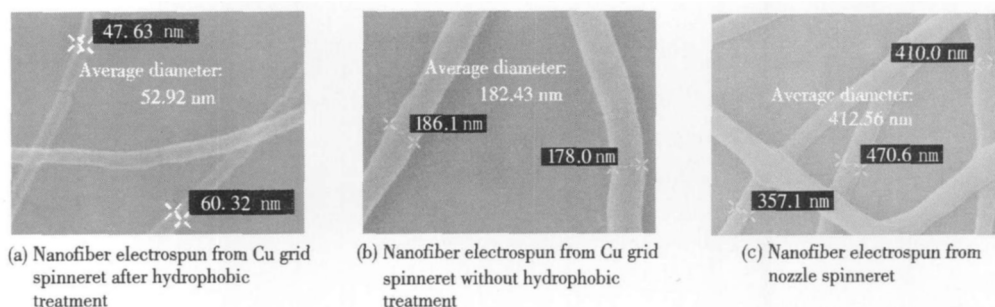 47. 63 nm
Average diameter:
52.92 nm
60. 32 nm
(a) Nanofiber electrospun from Cu grid
spinneret after hydrophobic
treatment
Average diameter:
182.43 nm
186.1 nm
178.0 nm
(b) Nanofiber electrospun from Cu grid
spinneret without hydrophobic
treatment
410.0 nm
Average diameter:
412.56 nm
470.6 nm
357.1 nm
(c) Nanofiber electrospun from
nozzle spinneret